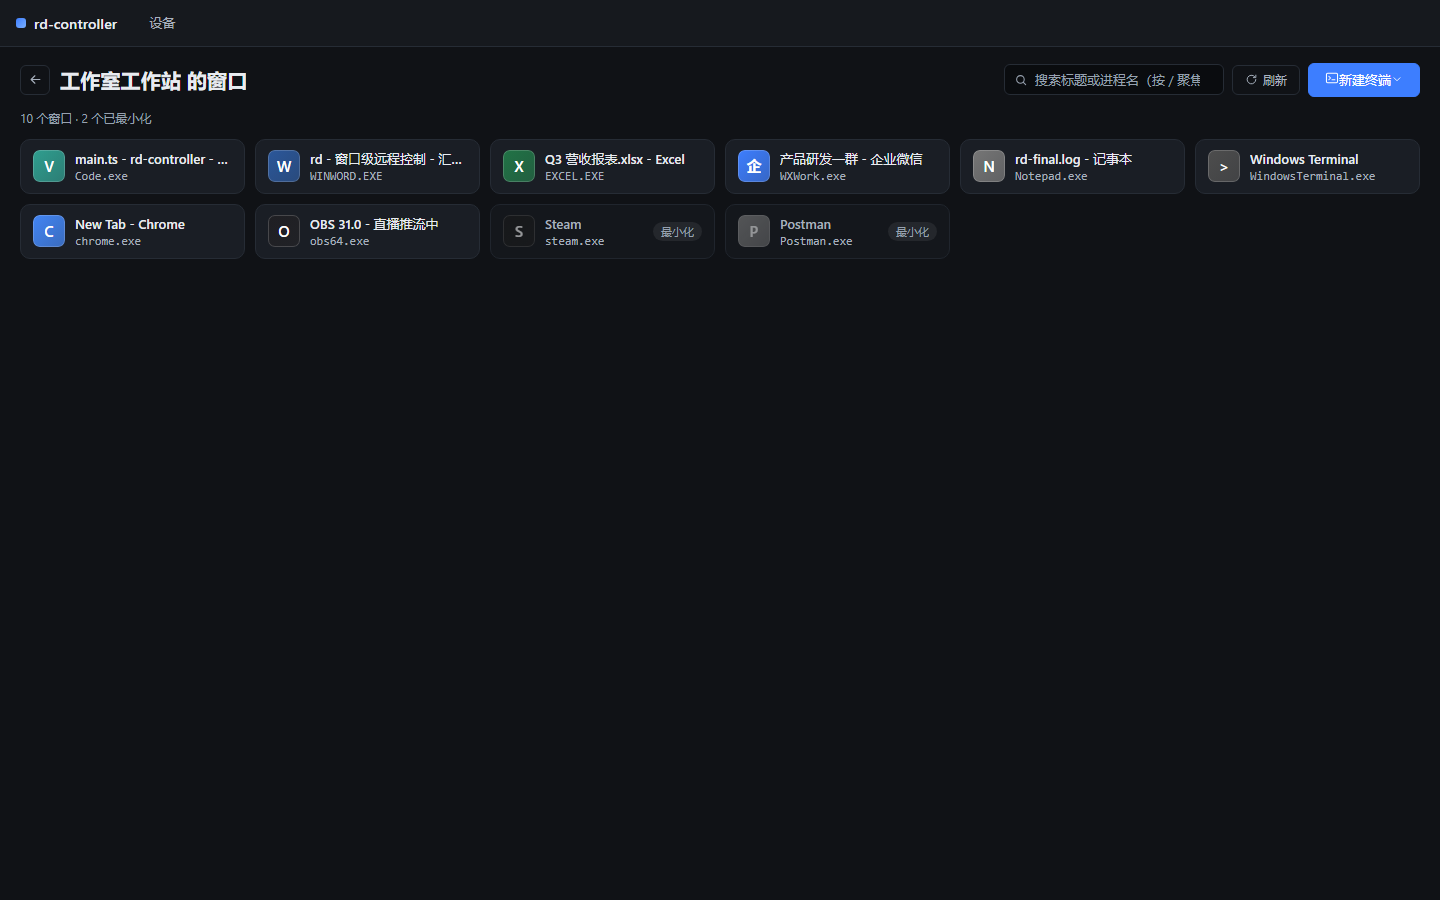 rd-controller 设备
工作室工作站 的窗口
搜索标题或进程名（按 / 聚焦
刷新
新建终端
10 个窗口 · 2 个已最小化
V
main.ts - rd-controller - ...
Code.exe
W
rd - 窗口级远程控制 - 汇...
WINWORD.EXE
X
Q3 营收报表.xlsx - Excel
EXCEL.EXE
企
产品研发一群 - 企业微信
WXWork.exe
N
rd-final.log - 记事本
Notepad.exe
>
Windows Terminal
WindowsTerminal.exe
C
New Tab - Chrome
chrome.exe
O
OBS 31.0 - 直播推流中
obs64.exe
S
Steam
steam.exe
最小化
P
Postman
Postman.exe
最小化